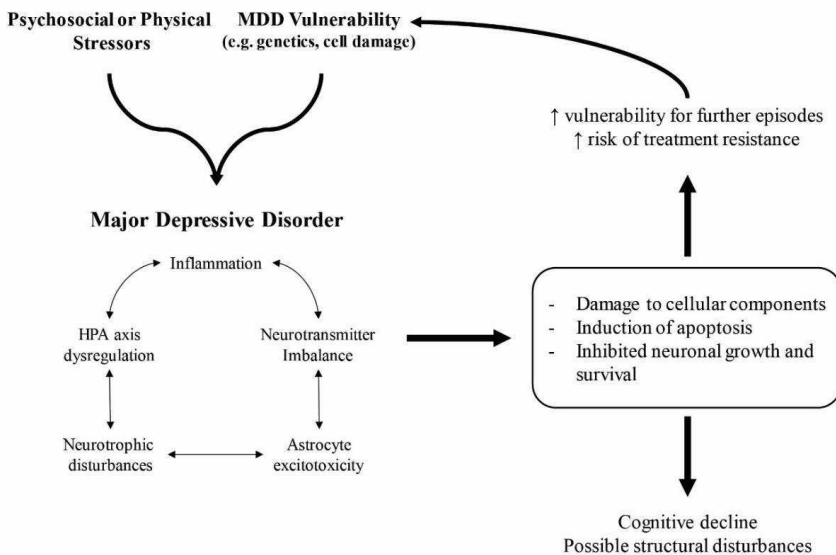 Psychosocial or Physical
Stressors
MDD Vulnerability
(e.g. genetics, cell damage)
↑ vulnerability for further episodes
↑ risk of treatment resistance
Major Depressive Disorder
Inflammation
HPA axis
dysregulation
Neurotransmitter
Imbalance
Neurotrophic
disturbances
Astrocyte
excitotoxicity
- Damage to cellular components
- Induction of apoptosis
- Inhibited neuronal growth and
survival
Cognitive decline
Possible structural disturbances